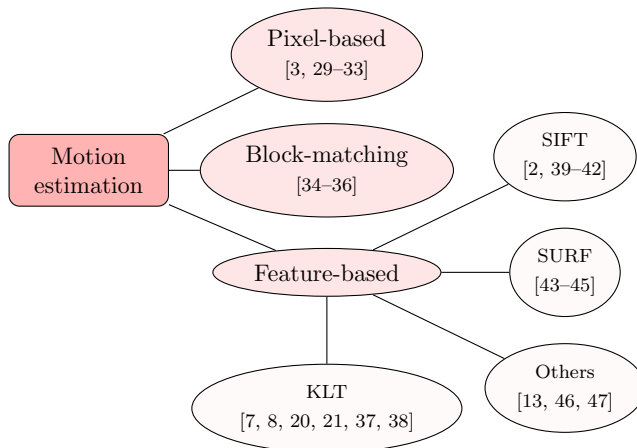 Pixel-based
[3, 29–33]
Motion
estimation
Block-matching
[34–36]
SIFT
[2, 39–42]
Feature-based
SURF
[43–45]
KLT
[7, 8, 20, 21, 37, 38]
Others
[13, 46, 47]